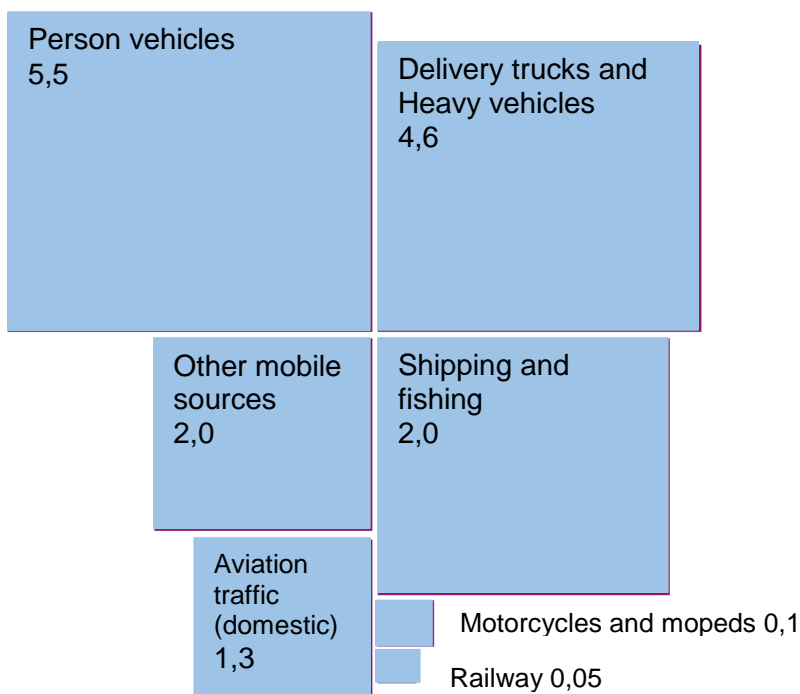 Person vehicles
5,5
Delivery trucks and
Heavy vehicles
4,6
Other mobile
sources
2,0
Shipping and
fishing
2,0
Aviation
traffic
(domestic)
1,3
Motorcycles and mopeds 0,1
Railway 0,05